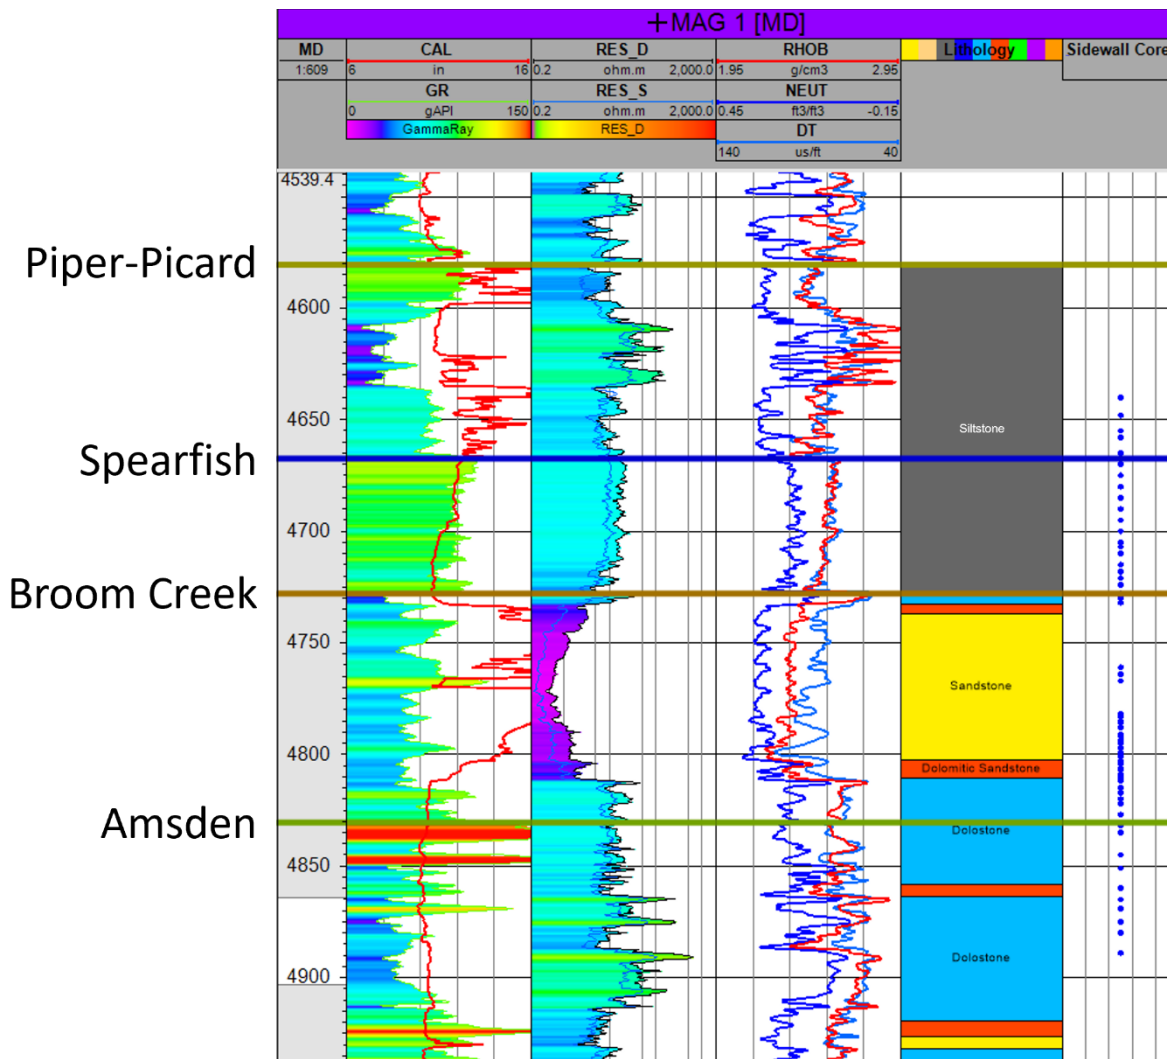 +MAG 1 [MD]
MD CAL RES_D RHOB Lithology Sidewall Core
1:609 6 in 16 0.2 ohm.m 2,000.0 1.95 g/cm3 2.95
GR RES_S NEUT
0 gAPI 150 0.2 ohm.m 2,000.0 0.45 ft3/ft3 -0.15
GammaRay RES_D DT
140 us/ft 40
4539.4
Piper-Picard
4600
4650
Siltstone
Spearfish
4700
Broom Creek
4750
Sandstone
4800
Dolomitic Sandstone
Amsden
Dolostone
4850
Dolostone
4900